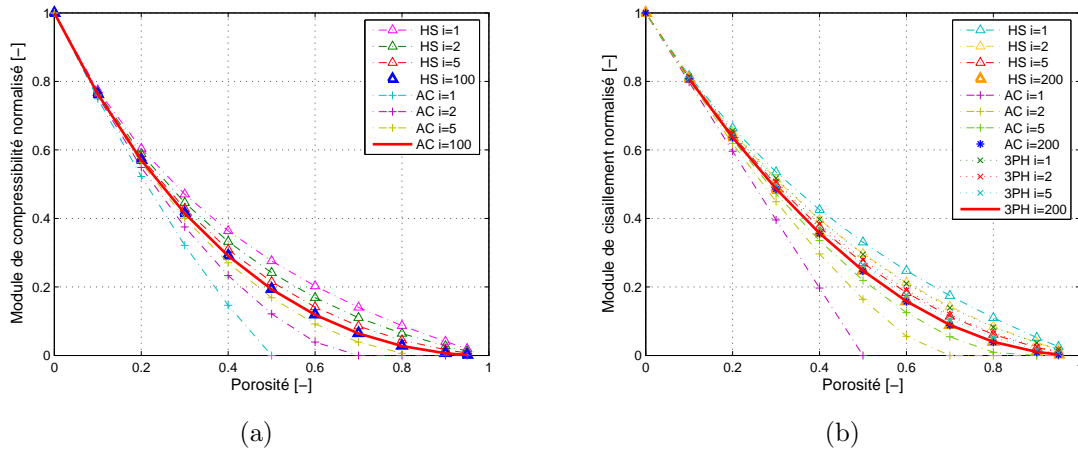 1
0.8
0.6
0.4
0.2
0
0
0.2
0.4
0.6
0.8
1
Module de compressibilité normalisé [−]
Porosité [−]
HS i=1
HS i=2
HS i=5
HS i=100
AC i=1
AC i=2
AC i=5
AC i=100
(a)
1
0.8
0.6
0.4
0.2
0
0
0.2
0.4
0.6
0.8
1
Module de cisaillement normalisé [−]
Porosité [−]
HS i=1
HS i=2
HS i=5
HS i=200
AC i=1
AC i=2
AC i=5
AC i=200
3PH i=1
3PH i=2
3PH i=5
3PH i=200
(b)